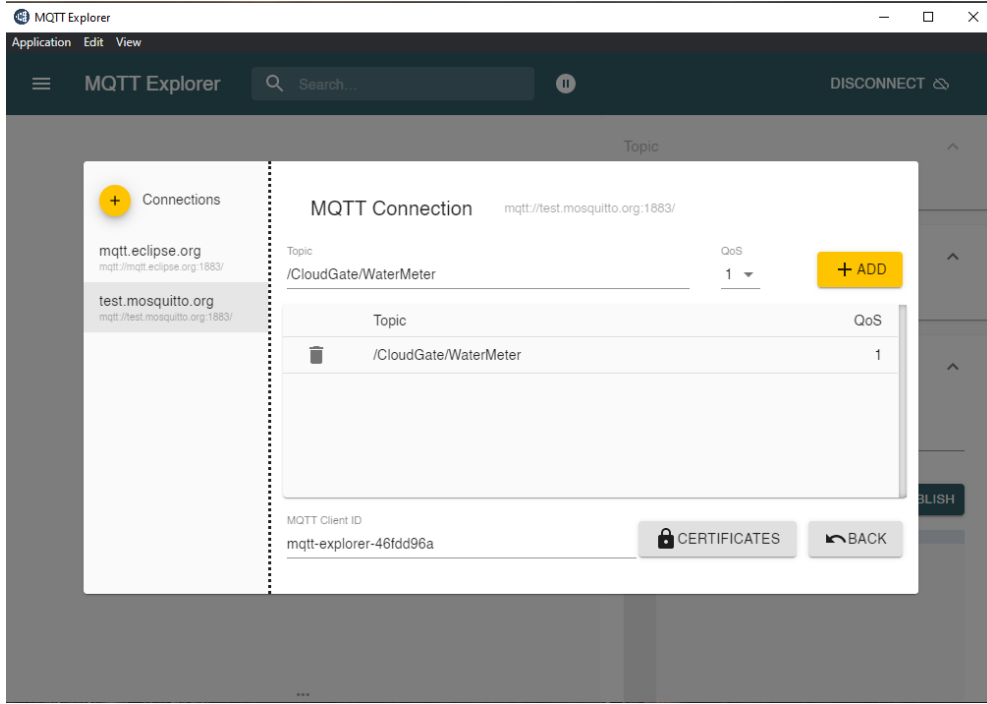 MQTT Explorer
Application Edit View
MQTT Explorer
Search...
DISCONNECT
Topic
Connections
mqtt.eclipse.org
mqtt://mqtt.eclipse.org:1883/
test.mosquitto.org
mqtt://test.mosquitto.org:1883/
MQTT Connection mqtt://test.mosquitto.org:1883/
Topic QoS
/CloudGate/WaterMeter 1
+ ADD
Topic QoS
/CloudGate/WaterMeter 1
BLISH
MQTT Client ID
mqtt-explorer-46fdd96a
CERTIFICATES
BACK
...